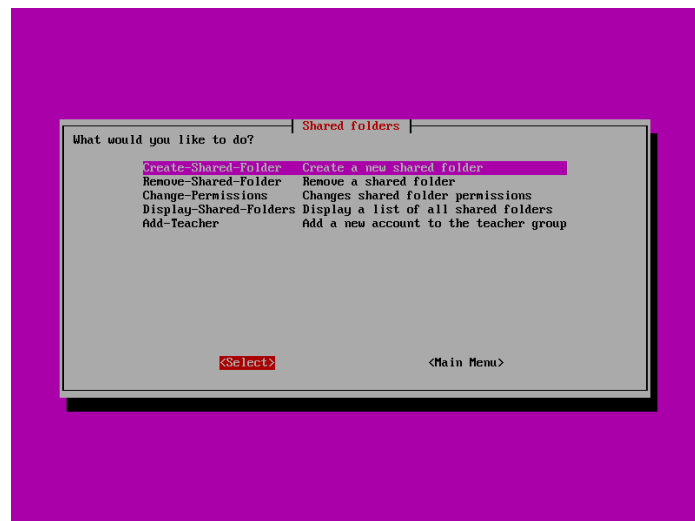 Shared folders
What would you like to do?
Create-Shared-Folder Create a new shared folder
Remove-Shared-Folder Remove a shared folder
Change-Permissions Changes shared folder permissions
Display-Shared-Folders Display a list of all shared folders
Add-Teacher Add a new account to the teacher group
<Select> <Main Menu>